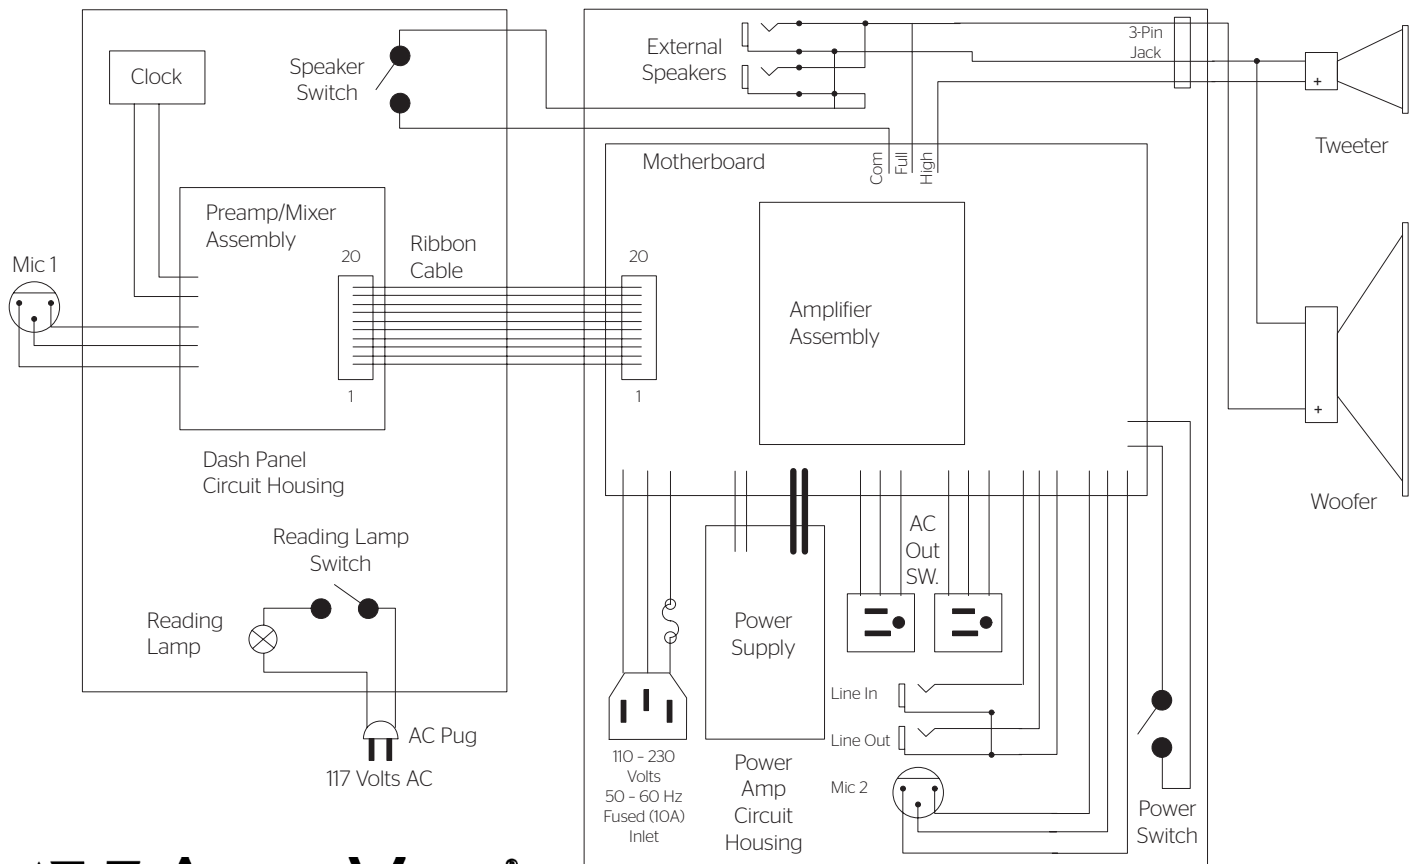 Clock
Speaker
Switch
External
Speakers
3-Pin
Jack
+
Tweeter
Motherboard
Com
Full
High
Preamp/Mixer
Assembly
Ribbon
Cable
20
20
Mic 1
Amplifier
Assembly
1
1
+
Woofer
Dash Panel
Circuit Housing
Reading Lamp
Switch
Reading
Lamp
AC Pug
117 Volts AC
AC
Out
SW.
Power
Supply
Line In
Line Out
Mic 2
110 - 230
Volts
50 - 60 Hz
Fused (10A)
Inlet
Power
Amp
Circuit
Housing
Power
Switch